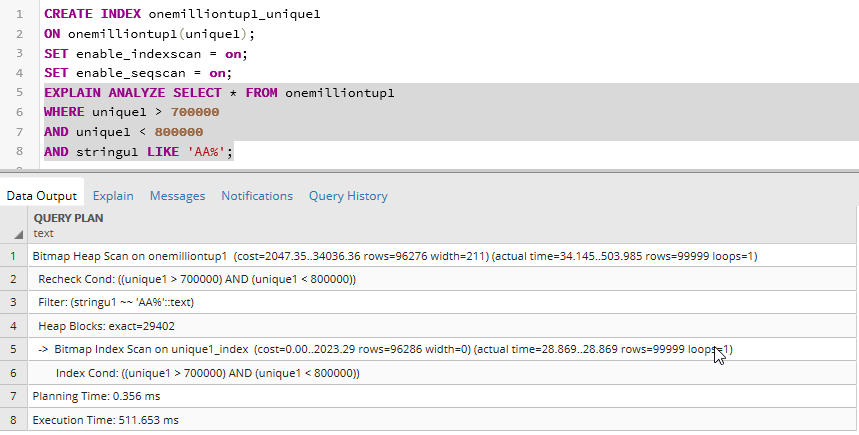 1 CREATE INDEX onemilliontup1_unique1
2 ON onemilliontup1(unique1);
3 SET enable_indexscan = on;
4 SET enable_seqscan = on;
5 EXPLAIN ANALYZE SELECT * FROM onemilliontup1
6 WHERE unique1 > 700000
7 AND unique1 < 800000
8 AND stringu1 LIKE 'AA%';
Data Output Explain Messages Notifications Query History
QUERY PLAN
text
1 Bitmap Heap Scan on onemilliontup1 (cost=2047.35..34036.36 rows=96276 width=211) (actual time=34.145..503.985 rows=99999 loops=1)
2 Recheck Cond: ((unique1 > 700000) AND (unique1 < 800000))
3 Filter: (stringu1 ~~ 'AA%'::text)
4 Heap Blocks: exact=29402
5 -> Bitmap Index Scan on unique1_index (cost=0.00..2023.29 rows=96286 width=0) (actual time=28.869..28.869 rows=99999 loops=1)
6 Index Cond: ((unique1 > 700000) AND (unique1 < 800000))
7 Planning Time: 0.356 ms
8 Execution Time: 511.653 ms